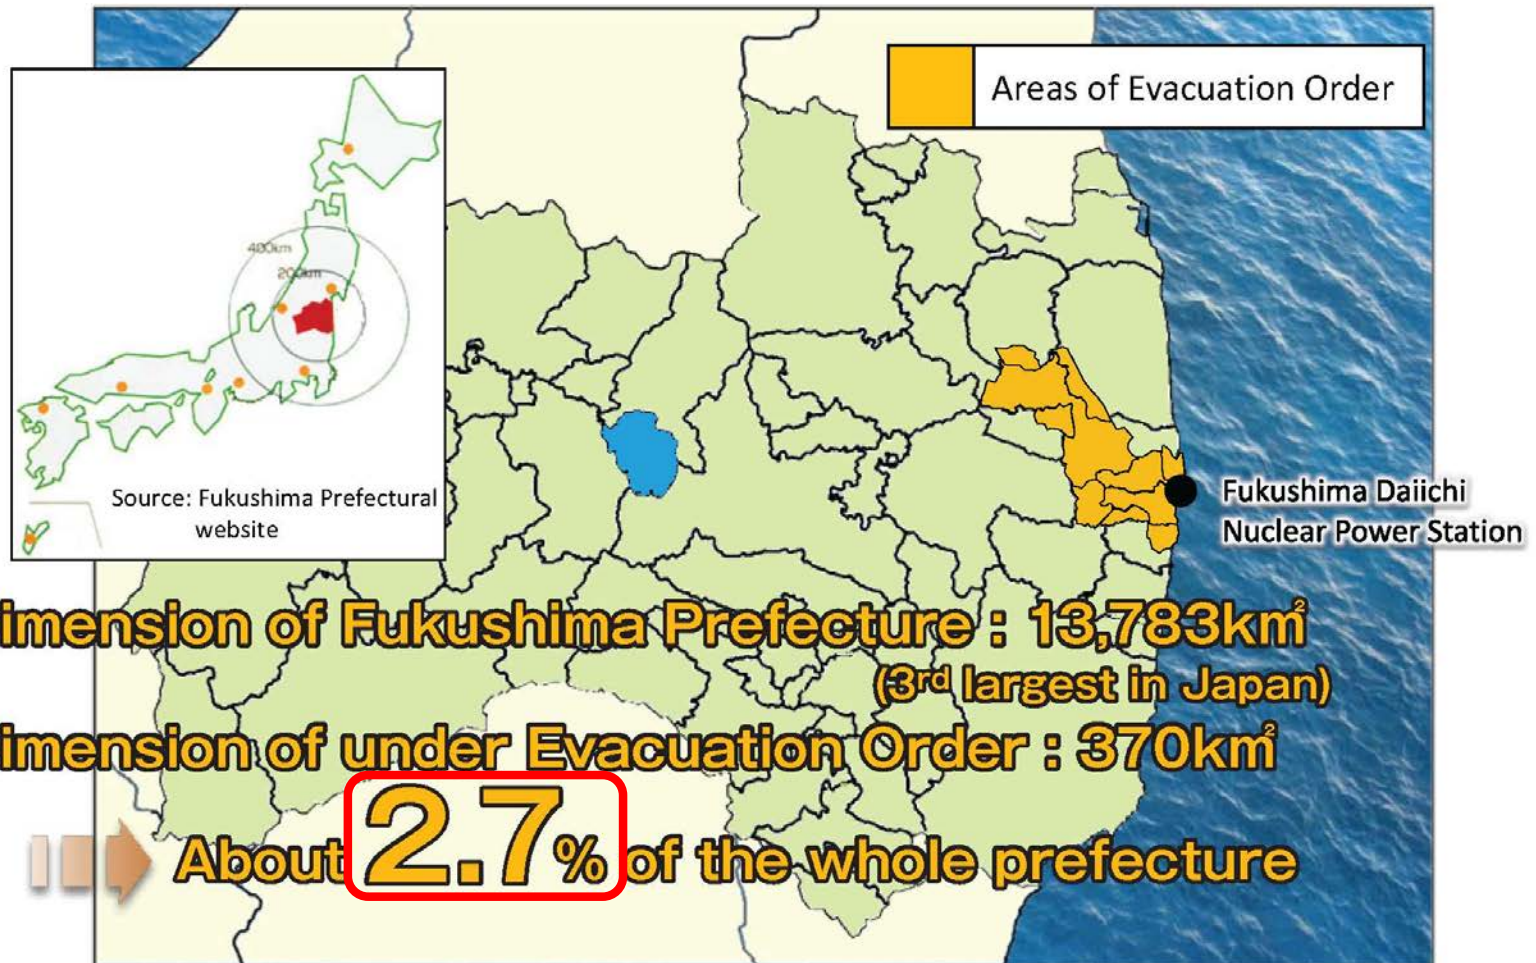 Areas of Evacuation Order
400km
200km
Source: Fukushima Prefectural
website
Fukushima Daiichi
Nuclear Power Station
imension of Fukushima Prefecture : 13,783km²
(3rd largest in Japan)
imension of under Evacuation Order : 370km²
About 2.7% of the whole prefecture